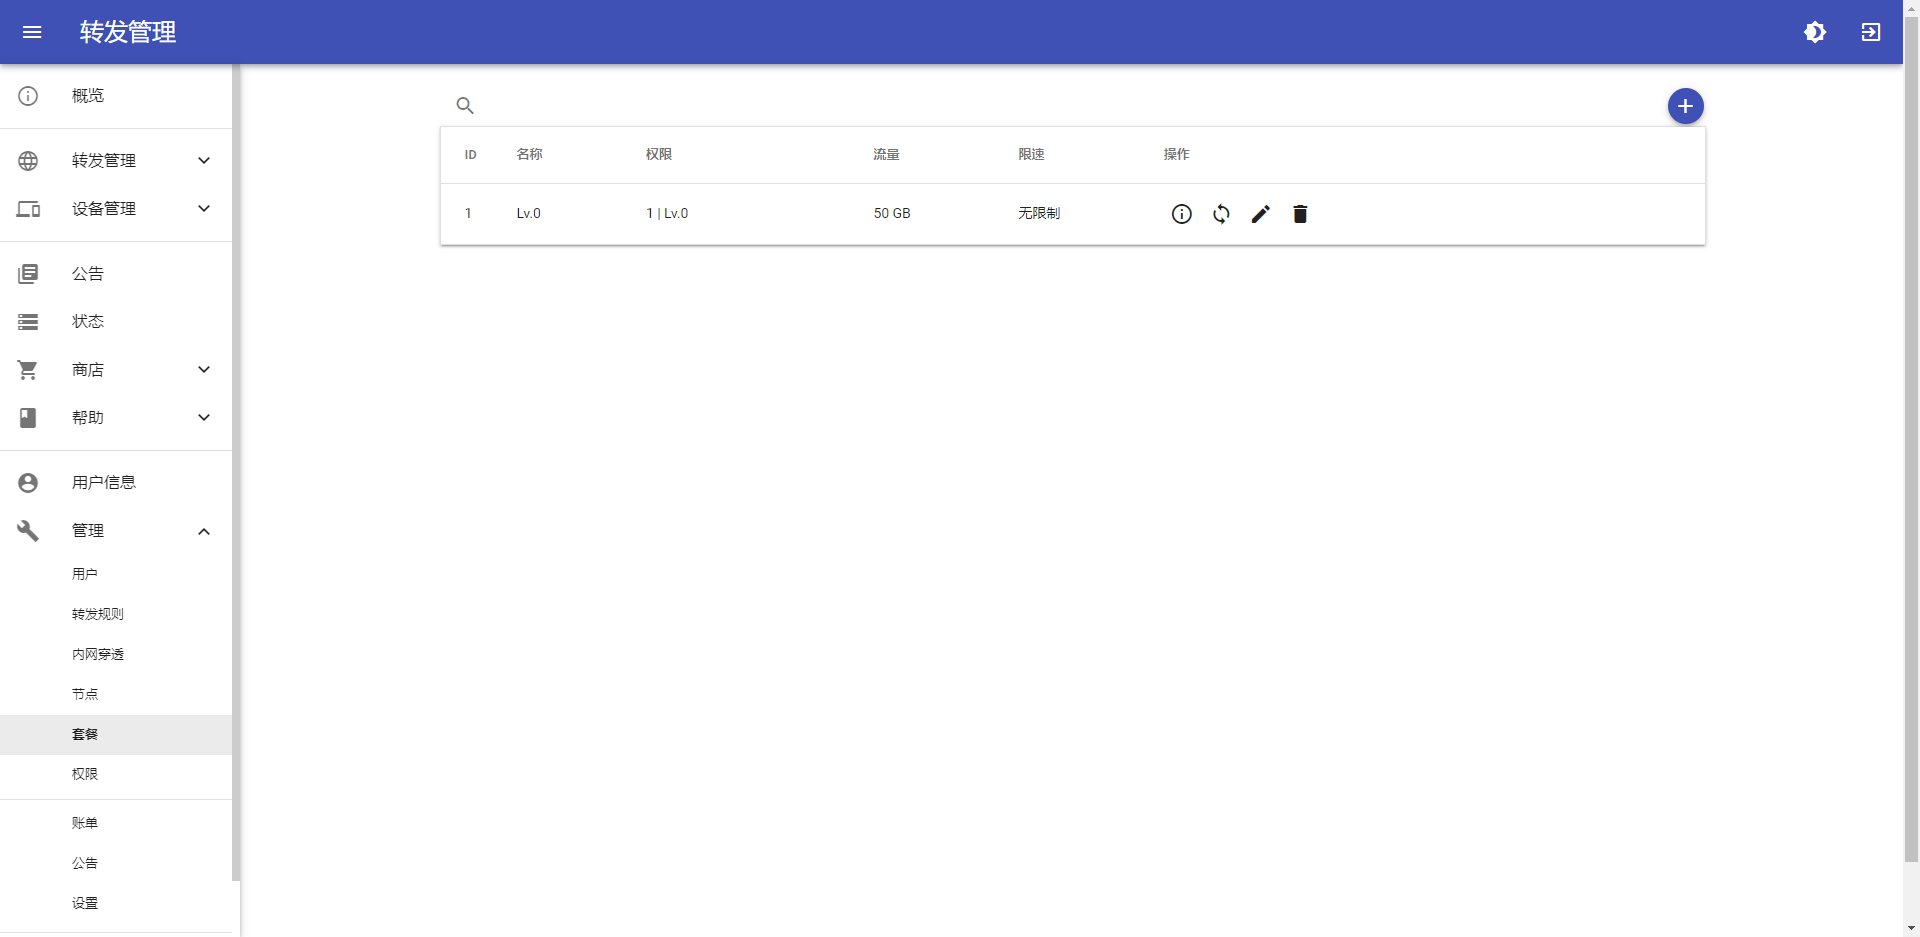 转发管理
概览
转发管理
设备管理
公告
状态
商店
帮助
用户信息
管理
用户
转发规则
内网穿透
节点
套餐
权限
账单
公告
设置
ID 名称 权限 流量 限速 操作
1 Lv.0 1 | Lv.0 50 GB 无限制